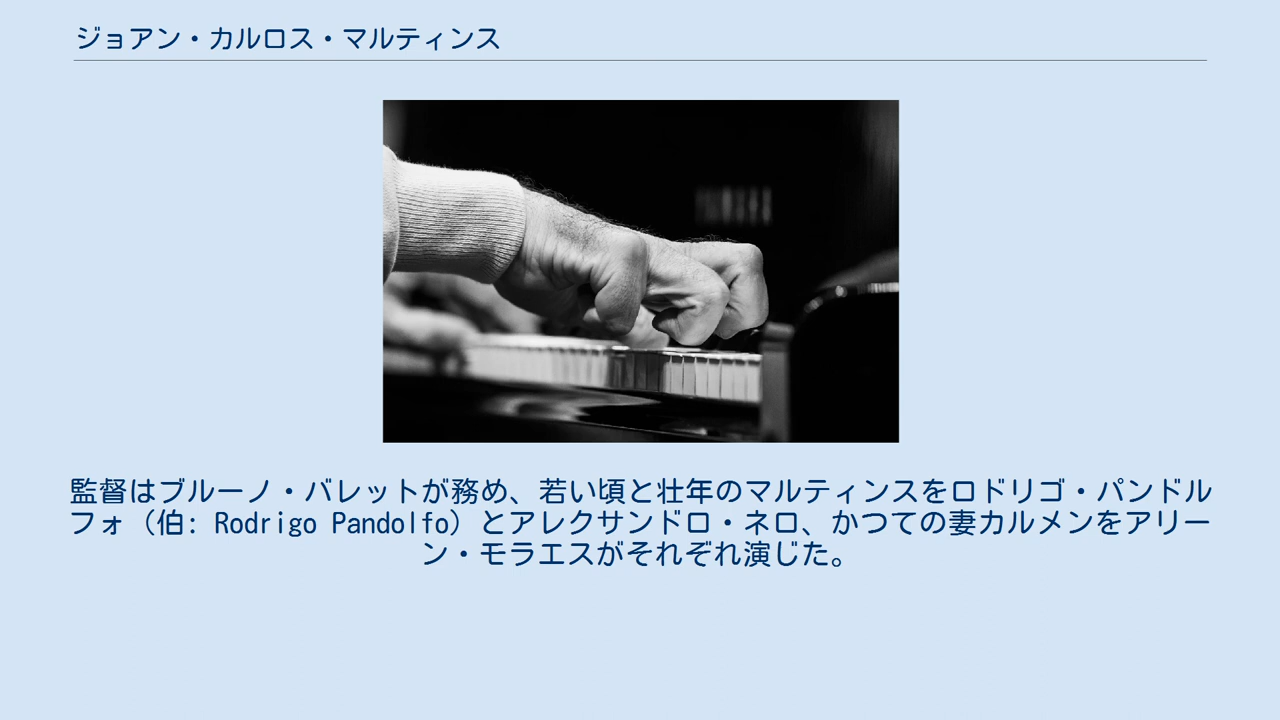 ジョアン・カルロス・マルティンス
監督はブルーノ・バレットが務め、若い頃と壮年のマルティンスをロドリゴ・パンドル
フォ（伯: Rodrigo Pandolfo）とアレクサンドロ・ネロ、かつての妻カルメンをアリー
ン・モラエスがそれぞれ演じた。